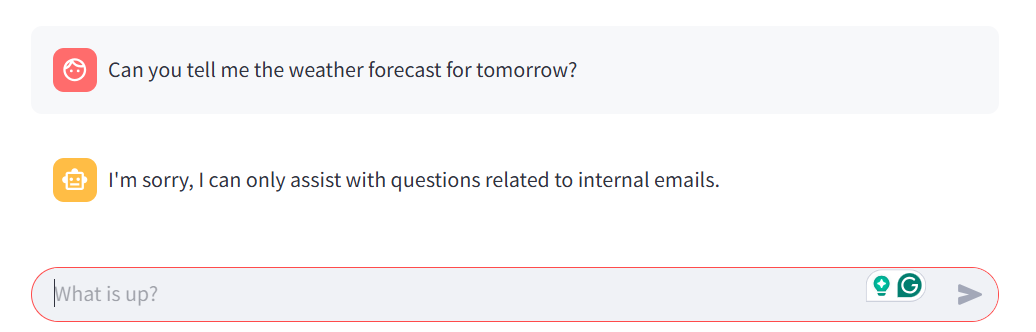 Can you tell me the weather forecast for tomorrow?
I'm sorry, I can only assist with questions related to internal emails.
What is up?
G